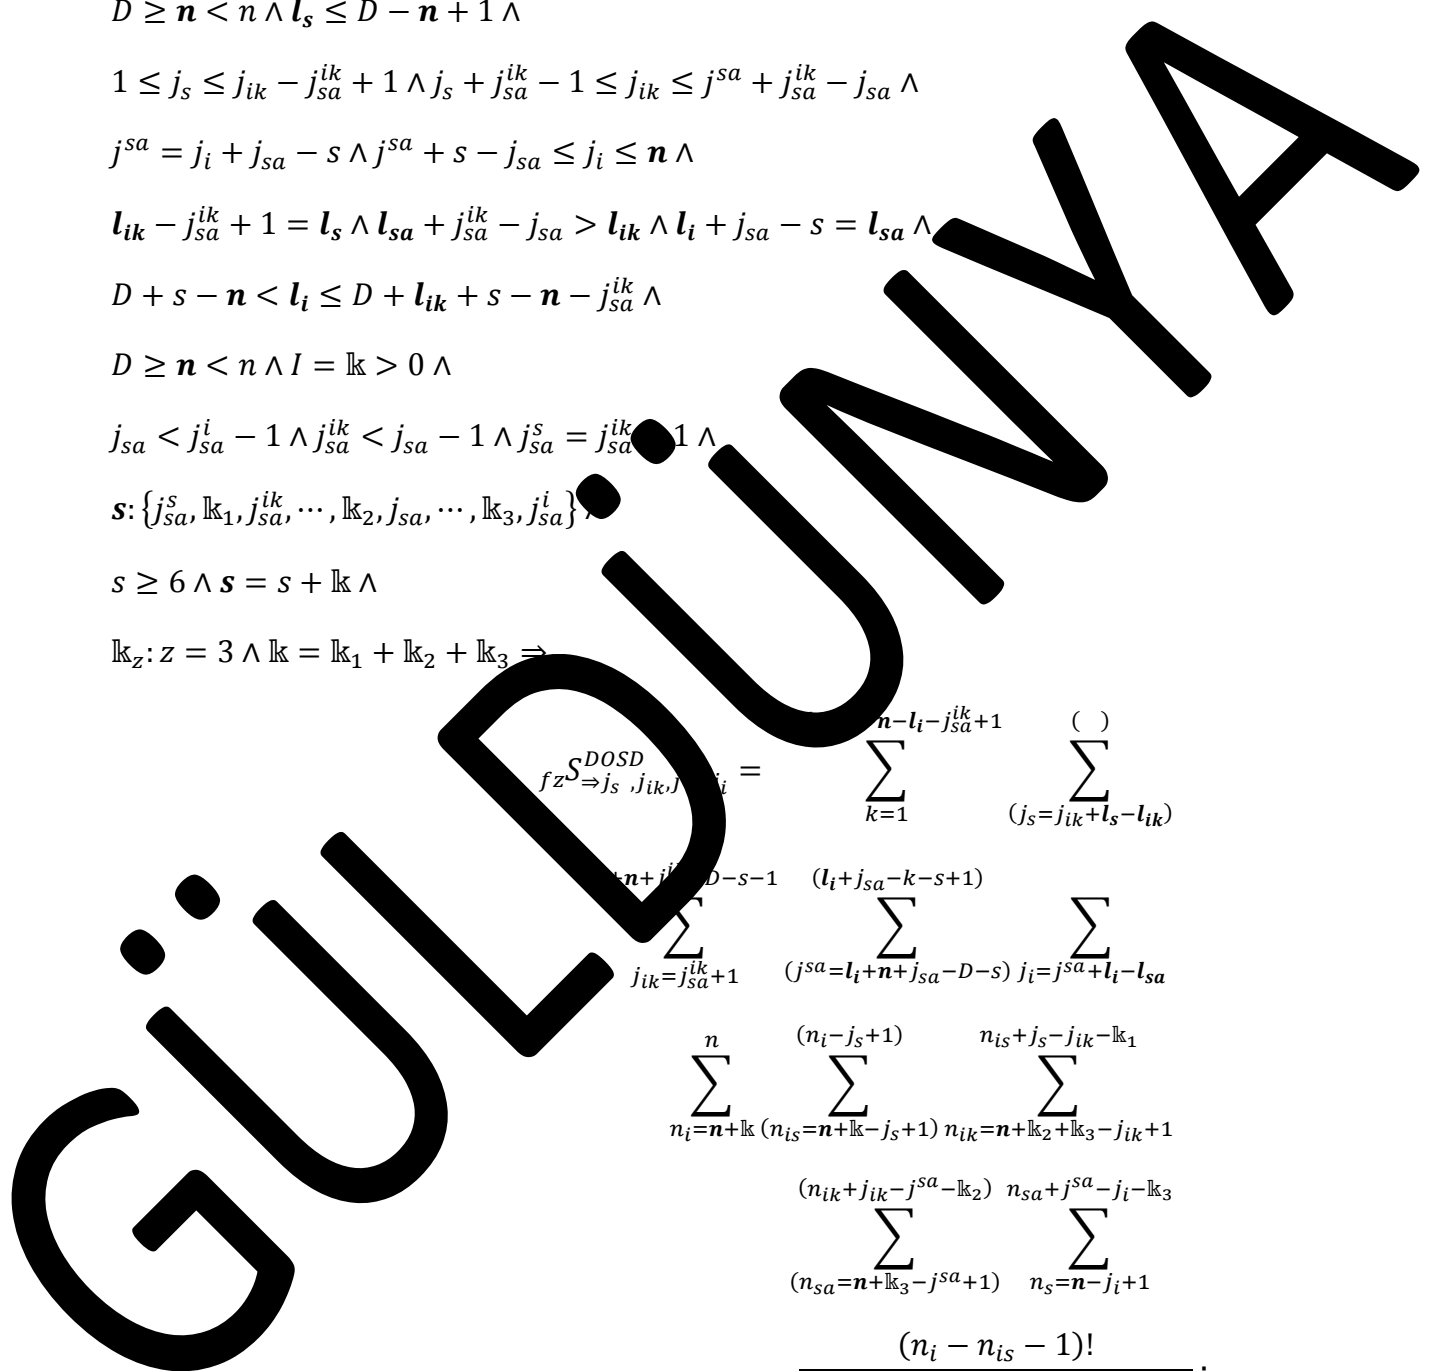 D ≥ 𝒏 < n ∧ 𝒍_𝒔 ≤ D − 𝒏 + 1 ∧
1 ≤ j_s ≤ j_{ik} − j_{sa}^{ik} + 1 ∧ j_s + j_{sa}^{ik} − 1 ≤ j_{ik} ≤ j^{sa} + j_{sa}^{ik} − j_{sa} ∧
j^{sa} = j_i + j_{sa} − s ∧ j^{sa} + s − j_{sa} ≤ j_i ≤ 𝒏 ∧
𝒍_{𝒊𝒌} − j_{sa}^{ik} + 1 = 𝒍_𝒔 ∧ 𝒍_{𝒔𝒂} + j_{sa}^{ik} − j_{sa} > 𝒍_{𝒊𝒌} ∧ 𝒍_𝒊 + j_{sa} − s = 𝒍_{𝒔𝒂} ∧
D + s − 𝒏 < 𝒍_𝒊 ≤ D + 𝒍_{𝒊𝒌} + s − 𝒏 − j_{sa}^{ik} ∧
D ≥ 𝒏 < n ∧ I = 𝕜 > 0 ∧
j_{sa} < j_{sa}^i − 1 ∧ j_{sa}^{ik} < j_{sa} − 1 ∧ j_{sa}^s = j_{sa}^{ik} 1 ∧
𝒔: {j_{sa}^s, 𝕜_1, j_{sa}^{ik}, ⋯, 𝕜_2, j_{sa}, ⋯, 𝕜_3, j_{sa}^i} ∧
s ≥ 6 ∧ 𝒔 = s + 𝕜 ∧
𝕜_z: z = 3 ∧ 𝕜 = 𝕜_1 + 𝕜_2 + 𝕜_3 ⇒
𝒏−𝒍_𝒊−j_{sa}^{ik}+1 ( )
_{fz}S_{⇒j_s, j_{ik}, j i}^{DOSD} = ∑ ∑
k=1 (j_s=j_{ik}+𝒍_𝒔−𝒍_{𝒊𝒌})
+𝒏+j D−s−1 (𝒍_𝒊+j_{sa}−k−s+1)
∑ ∑ ∑
j_{ik}=j_{sa}^{ik}+1 (j^{sa}=𝒍_𝒊+𝒏+j_{sa}−D−s) j_i=j^{sa}+𝒍_𝒊−𝒍_{𝒔𝒂}
n (n_i−j_s+1) n_{is}+j_s−j_{ik}−𝕜_1
∑ ∑ ∑
n_i=𝒏+𝕜 (n_{is}=𝒏+𝕜−j_s+1) n_{ik}=𝒏+𝕜_2+𝕜_3−j_{ik}+1
(n_{ik}+j_{ik}−j^{sa}−𝕜_2) n_{sa}+j^{sa}−j_i−𝕜_3
∑ ∑
(n_{sa}=𝒏+𝕜_3−j^{sa}+1) n_s=𝒏−j_i+1
(n_i − n_{is} − 1)! .
GÜLDÜNYA